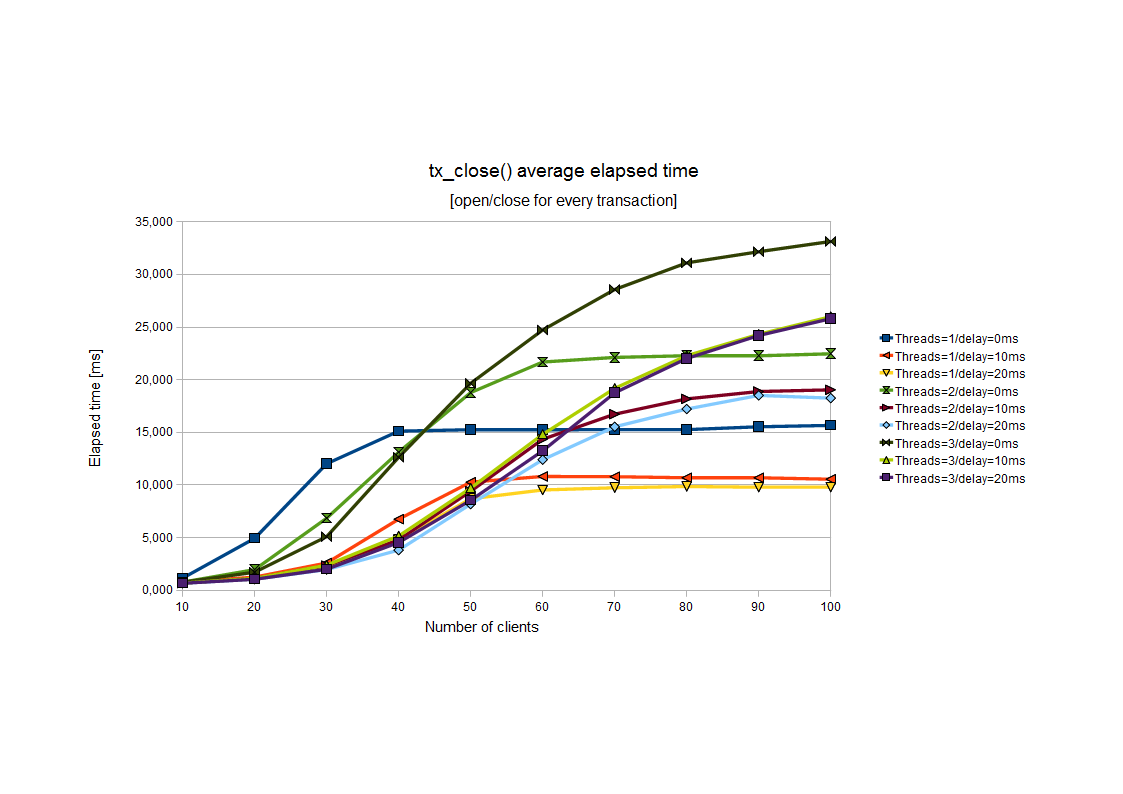 tx_close() average elapsed time
[open/close for every transaction]
35,000
30,000
25,000
20,000
15,000
10,000
5,000
0,000
Elapsed time [ms]
10 20 30 40 50 60 70 80 90 100
Number of clients
Threads=1/delay=0ms
Threads=1/delay=10ms
Threads=1/delay=20ms
Threads=2/delay=0ms
Threads=2/delay=10ms
Threads=2/delay=20ms
Threads=3/delay=0ms
Threads=3/delay=10ms
Threads=3/delay=20ms